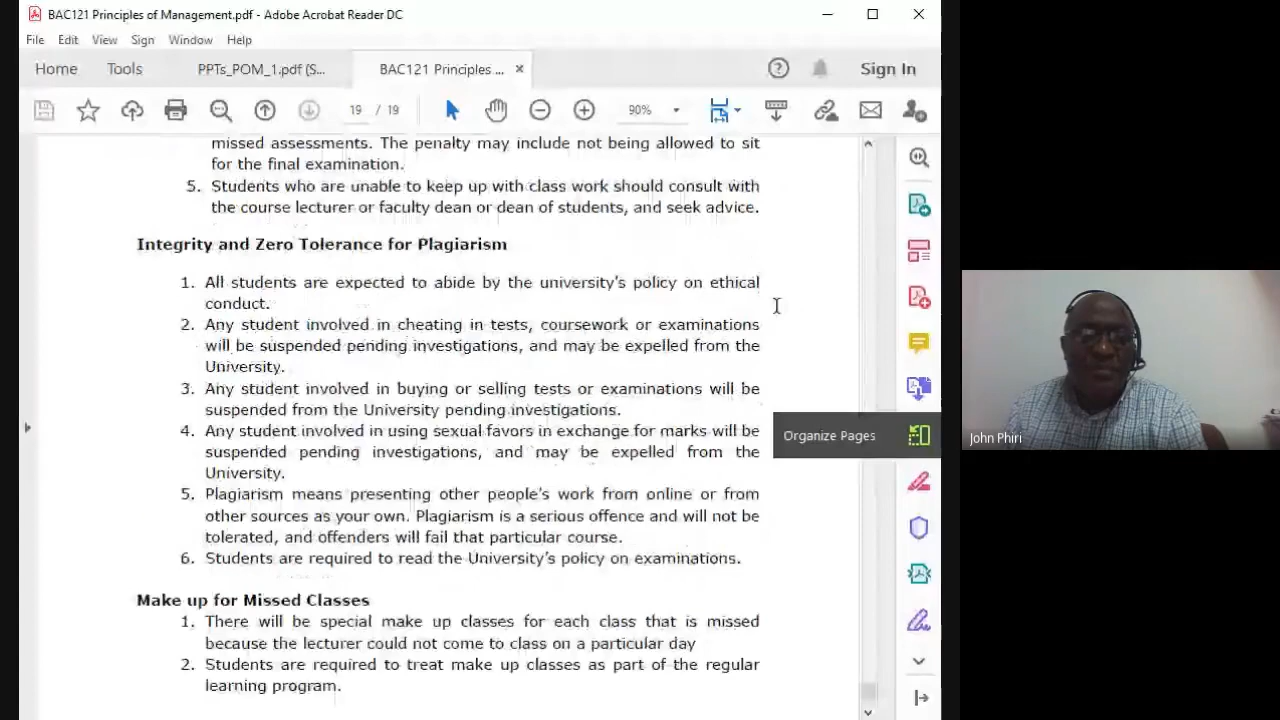 BAC121 Principles of Management.pdf - Adobe Acrobat Reader DC
File Edit View Sign Window Help
Home Tools PPTs_POM_1.pdf (S... BAC121 Principles ... × Sign In
19 / 19 90%
missed assessments. The penalty may include not being allowed to sit
for the final examination.
5. Students who are unable to keep up with class work should consult with
the course lecturer or faculty dean or dean of students, and seek advice.
Integrity and Zero Tolerance for Plagiarism
1. All students are expected to abide by the university's policy on ethical
conduct.
2. Any student involved in cheating in tests, coursework or examinations
will be suspended pending investigations, and may be expelled from the
University.
3. Any student involved in buying or selling tests or examinations will be
suspended from the University pending investigations.
4. Any student involved in using sexual favors in exchange for marks will be
suspended pending investigations, and may be expelled from the
University.
5. Plagiarism means presenting other people's work from online or from
other sources as your own. Plagiarism is a serious offence and will not be
tolerated, and offenders will fail that particular course.
6. Students are required to read the University's policy on examinations.
Make up for Missed Classes
1. There will be special make up classes for each class that is missed
because the lecturer could not come to class on a particular day
2. Students are required to treat make up classes as part of the regular
learning program.
Organize Pages
John Phiri